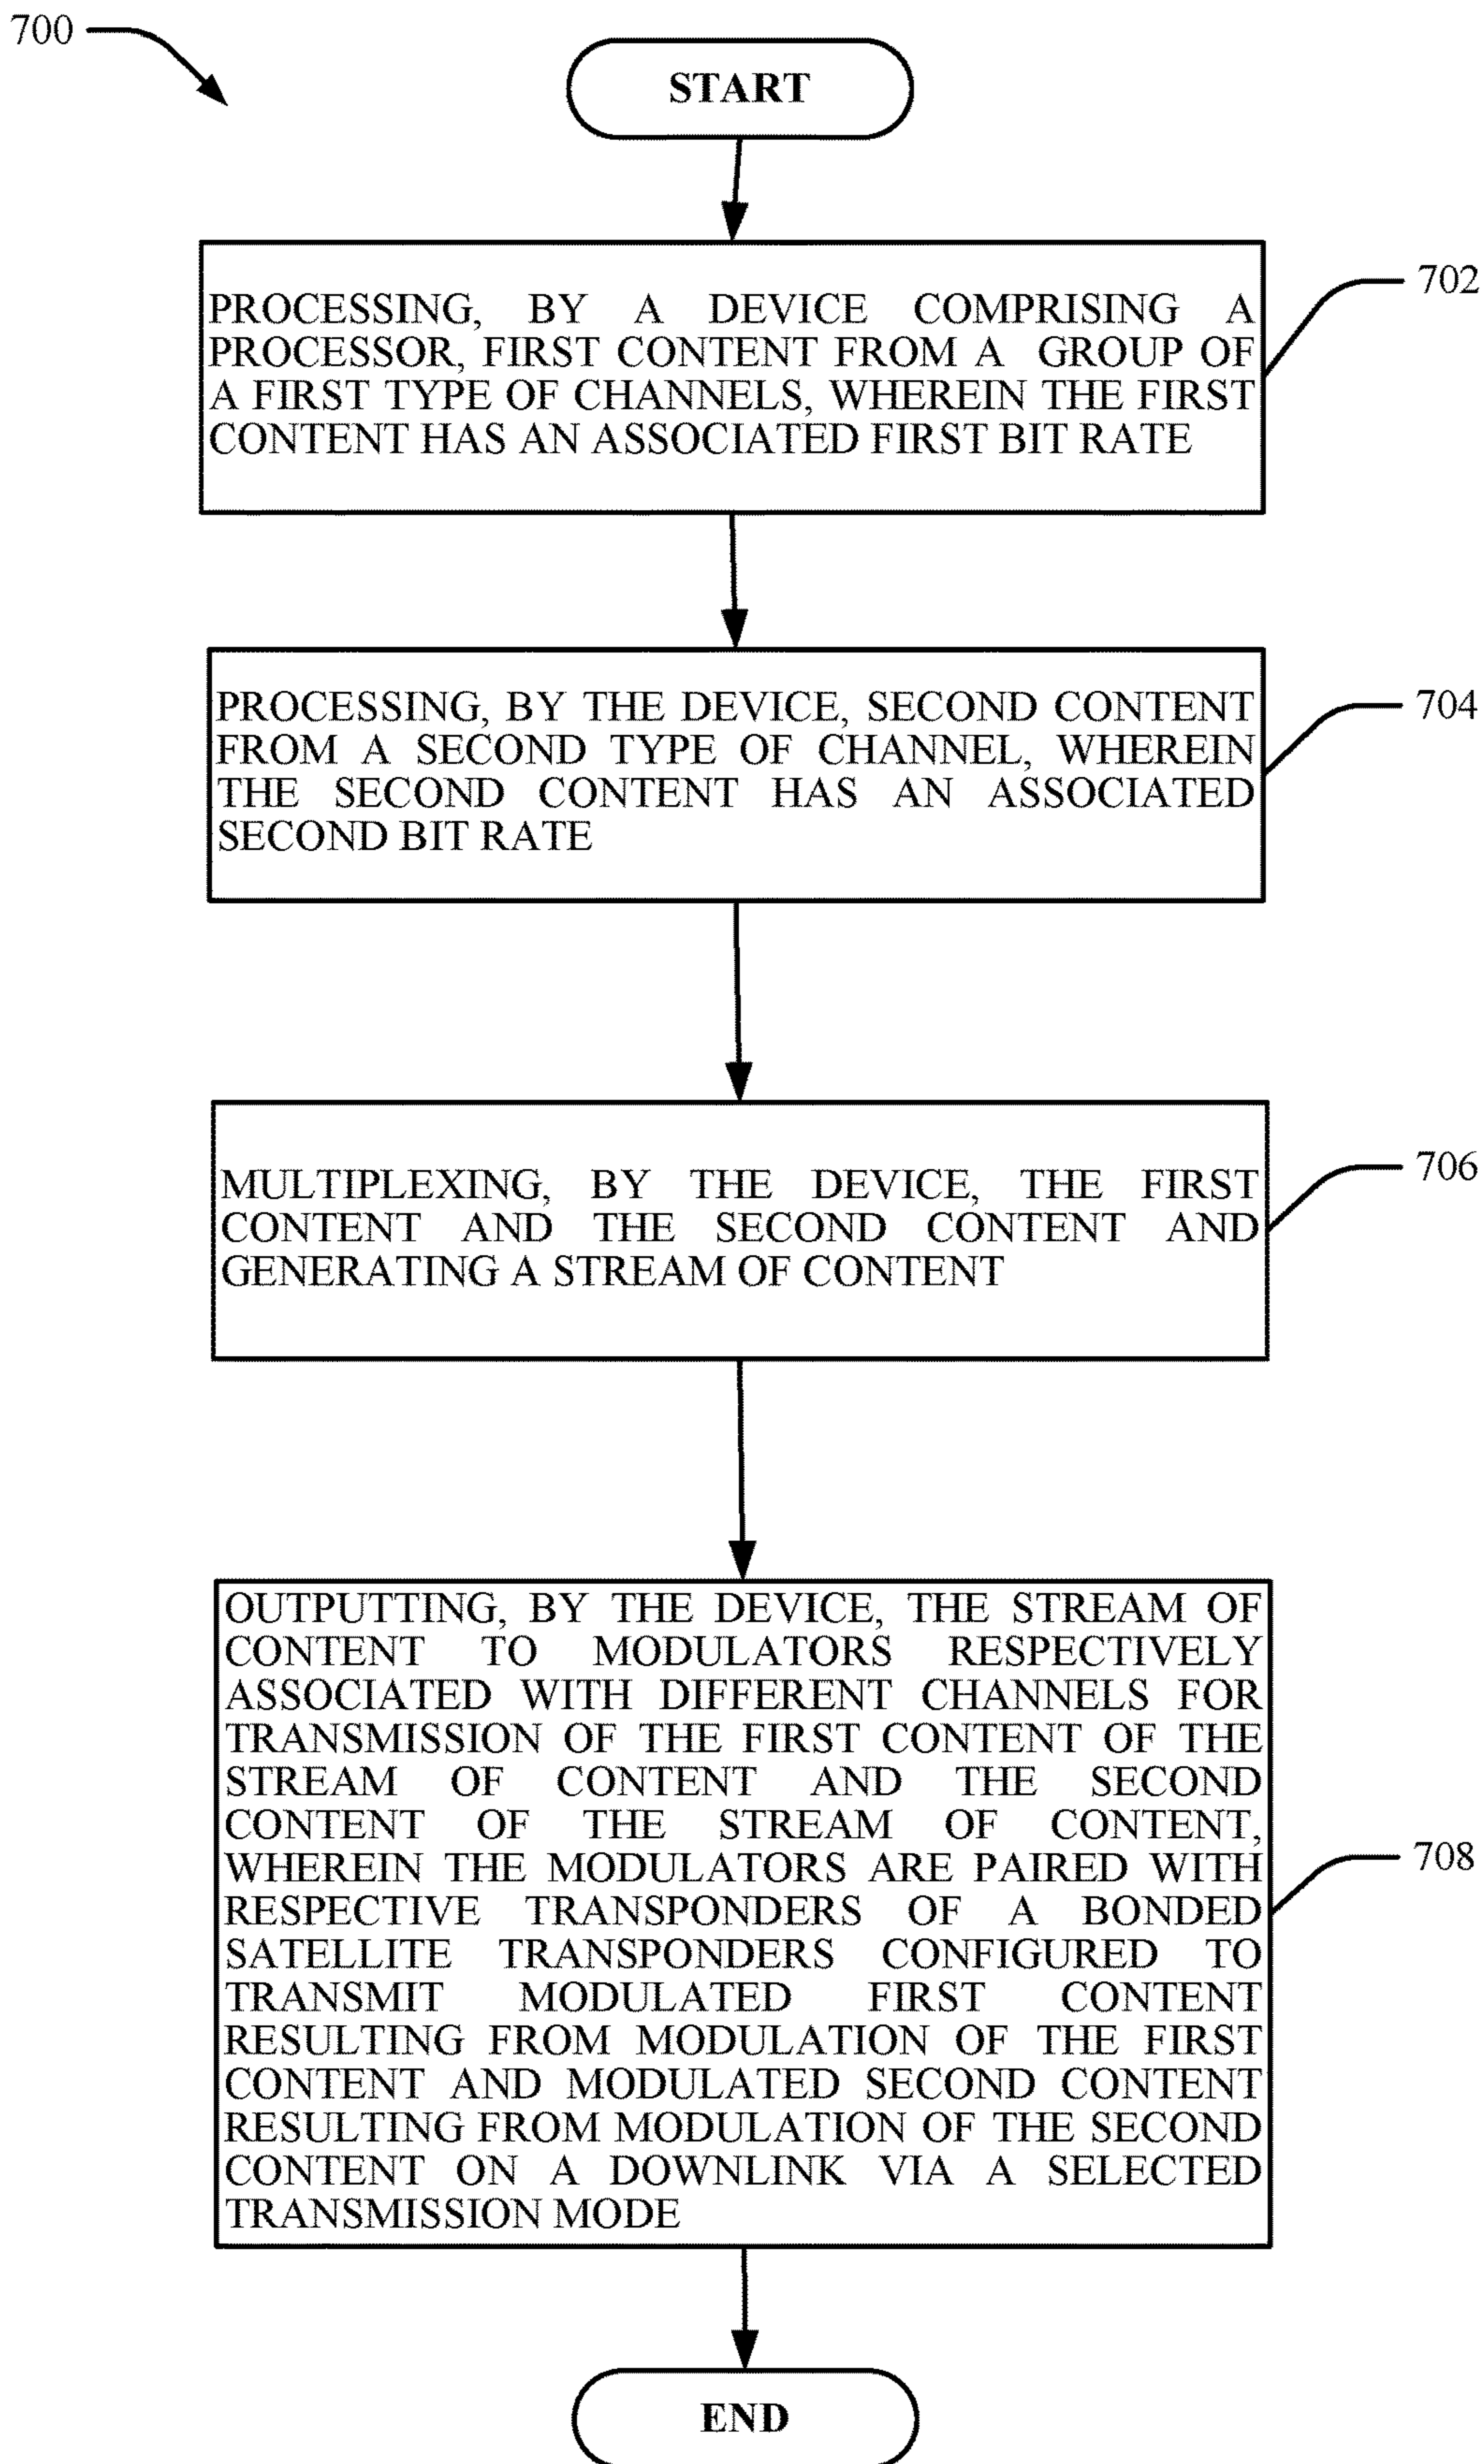 700
START
PROCESSING, BY A DEVICE COMPRISING A
PROCESSOR, FIRST CONTENT FROM A GROUP OF
A FIRST TYPE OF CHANNELS, WHEREIN THE FIRST
CONTENT HAS AN ASSOCIATED FIRST BIT RATE
702
PROCESSING, BY THE DEVICE, SECOND CONTENT
FROM A SECOND TYPE OF CHANNEL, WHEREIN
THE SECOND CONTENT HAS AN ASSOCIATED
SECOND BIT RATE
704
MULTIPLEXING, BY THE DEVICE, THE FIRST
CONTENT AND THE SECOND CONTENT AND
GENERATING A STREAM OF CONTENT
706
OUTPUTTING, BY THE DEVICE, THE STREAM OF
CONTENT TO MODULATORS RESPECTIVELY
ASSOCIATED WITH DIFFERENT CHANNELS FOR
TRANSMISSION OF THE FIRST CONTENT OF THE
STREAM OF CONTENT AND THE SECOND
CONTENT OF THE STREAM OF CONTENT,
WHEREIN THE MODULATORS ARE PAIRED WITH
RESPECTIVE TRANSPONDERS OF A BONDED
SATELLITE TRANSPONDERS CONFIGURED TO
TRANSMIT MODULATED FIRST CONTENT
RESULTING FROM MODULATION OF THE FIRST
CONTENT AND MODULATED SECOND CONTENT
RESULTING FROM MODULATION OF THE SECOND
CONTENT ON A DOWNLINK VIA A SELECTED
TRANSMISSION MODE
708
END